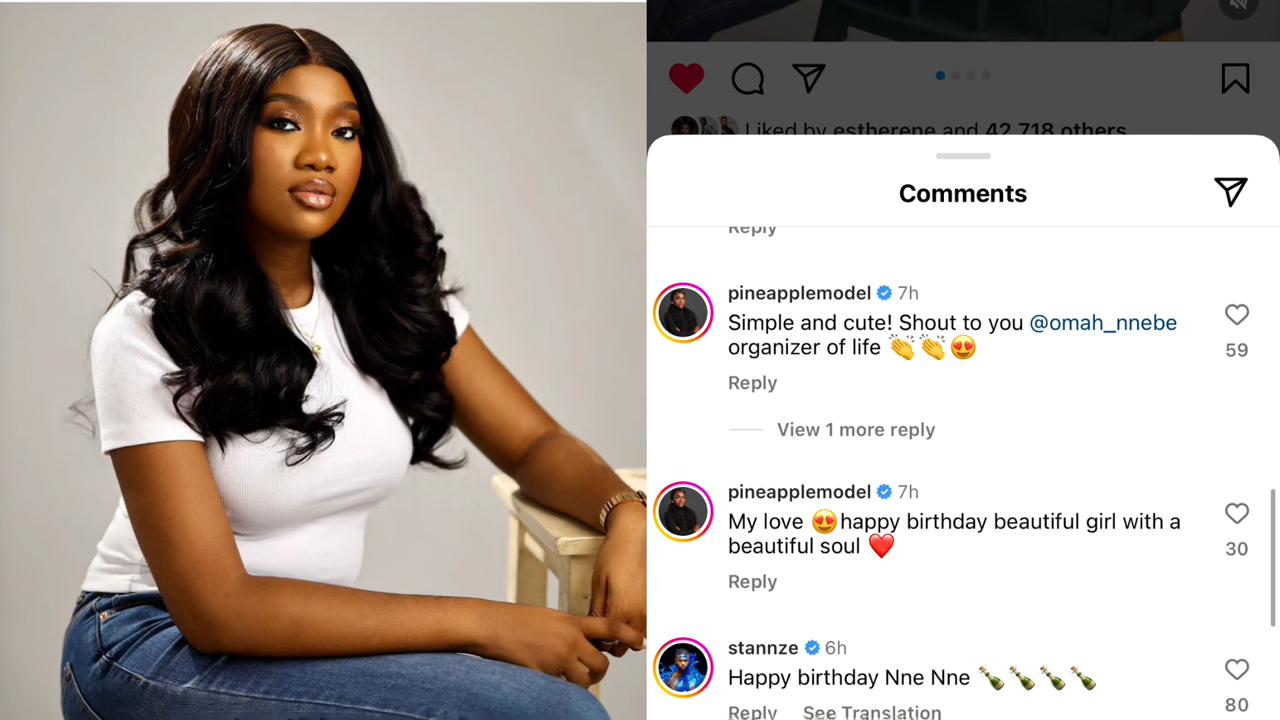 Liked by estherene and 42,718 others
Comments
Reply
pineapplemodel 7h
Simple and cute! Shout to you @omah_nnebe
organizer of life 👏👏😍
59
Reply
View 1 more reply
pineapplemodel 7h
My love 😍happy birthday beautiful girl with a
beautiful soul ❤️
30
Reply
stannze 6h
Happy birthday Nne Nne 🍾🍾🍾🍾
80
Reply See Translation